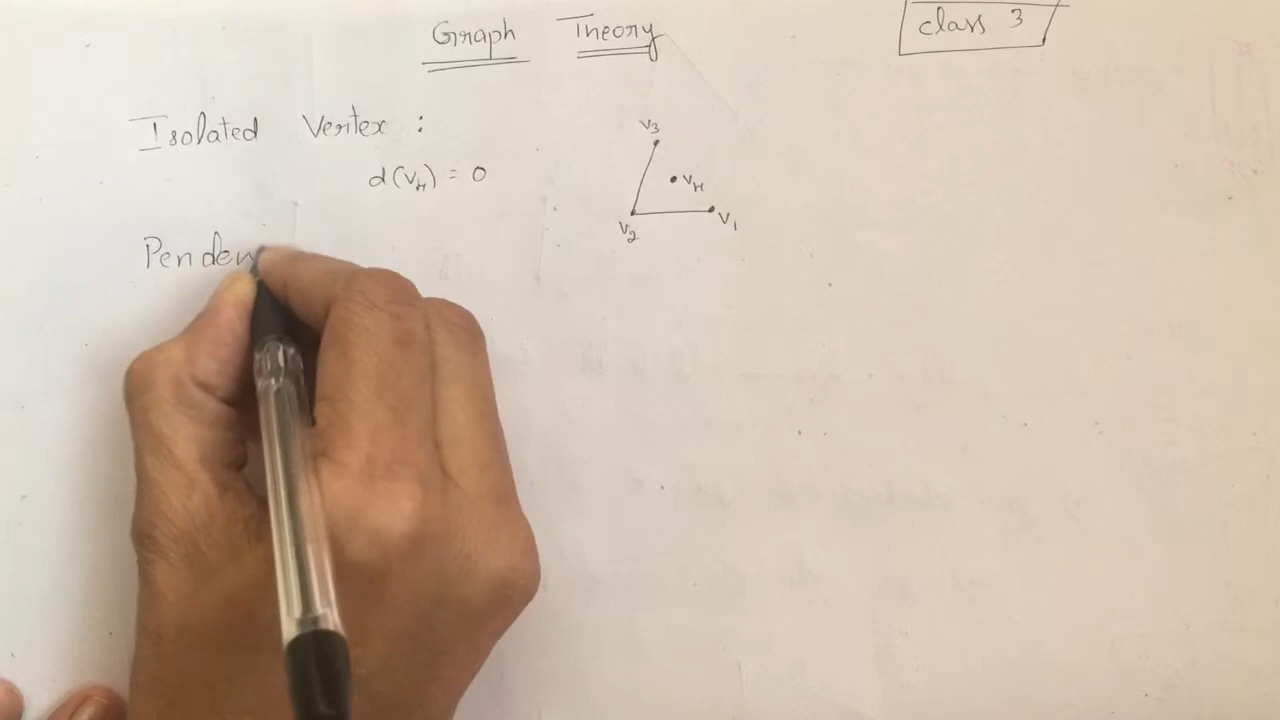 Graph Theory
class 3
Isolated Vertex :
d(v4) = 0
v3
v4
v2
v1
Penden